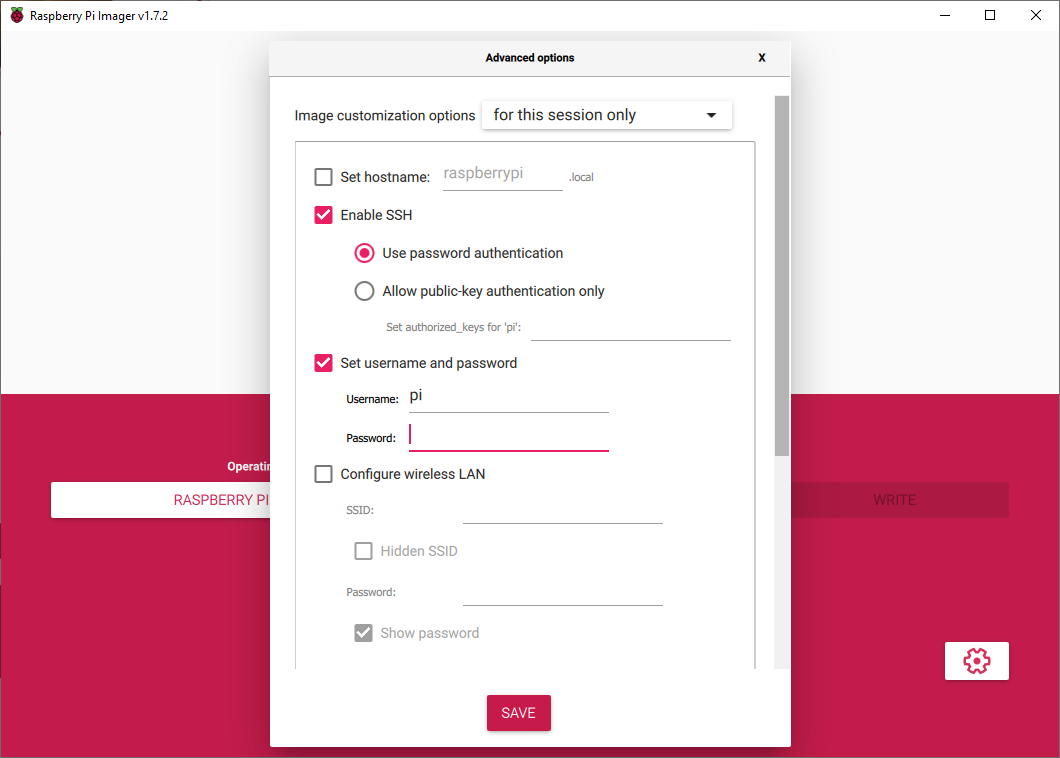 Raspberry Pi Imager v1.7.2
Advanced options
X
Image customization options for this session only
Set hostname: raspberrypi .local
Enable SSH
Use password authentication
Allow public-key authentication only
Set authorized_keys for 'pi':
Set username and password
Username: pi
Password:
Configure wireless LAN
SSID:
Hidden SSID
Password:
Show password
SAVE
Operatin
RASPBERRY PI
WRITE